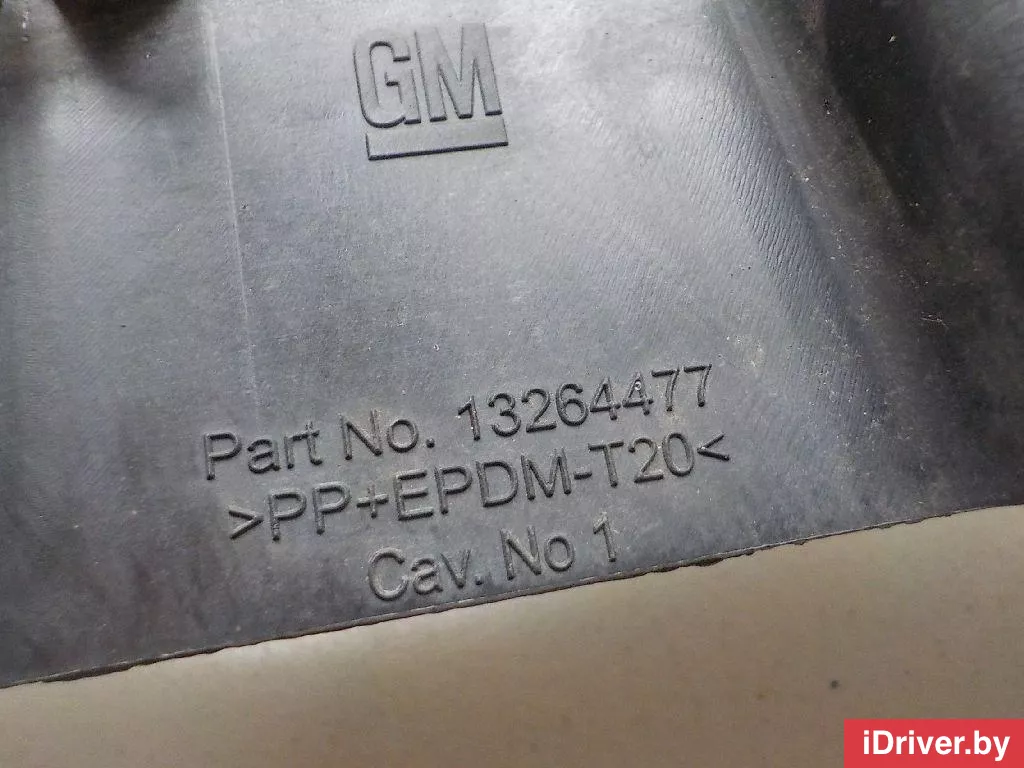 GM
Part No. 13264477
>PP+EPDM-T20<
Cav. No 1
iDriver.by